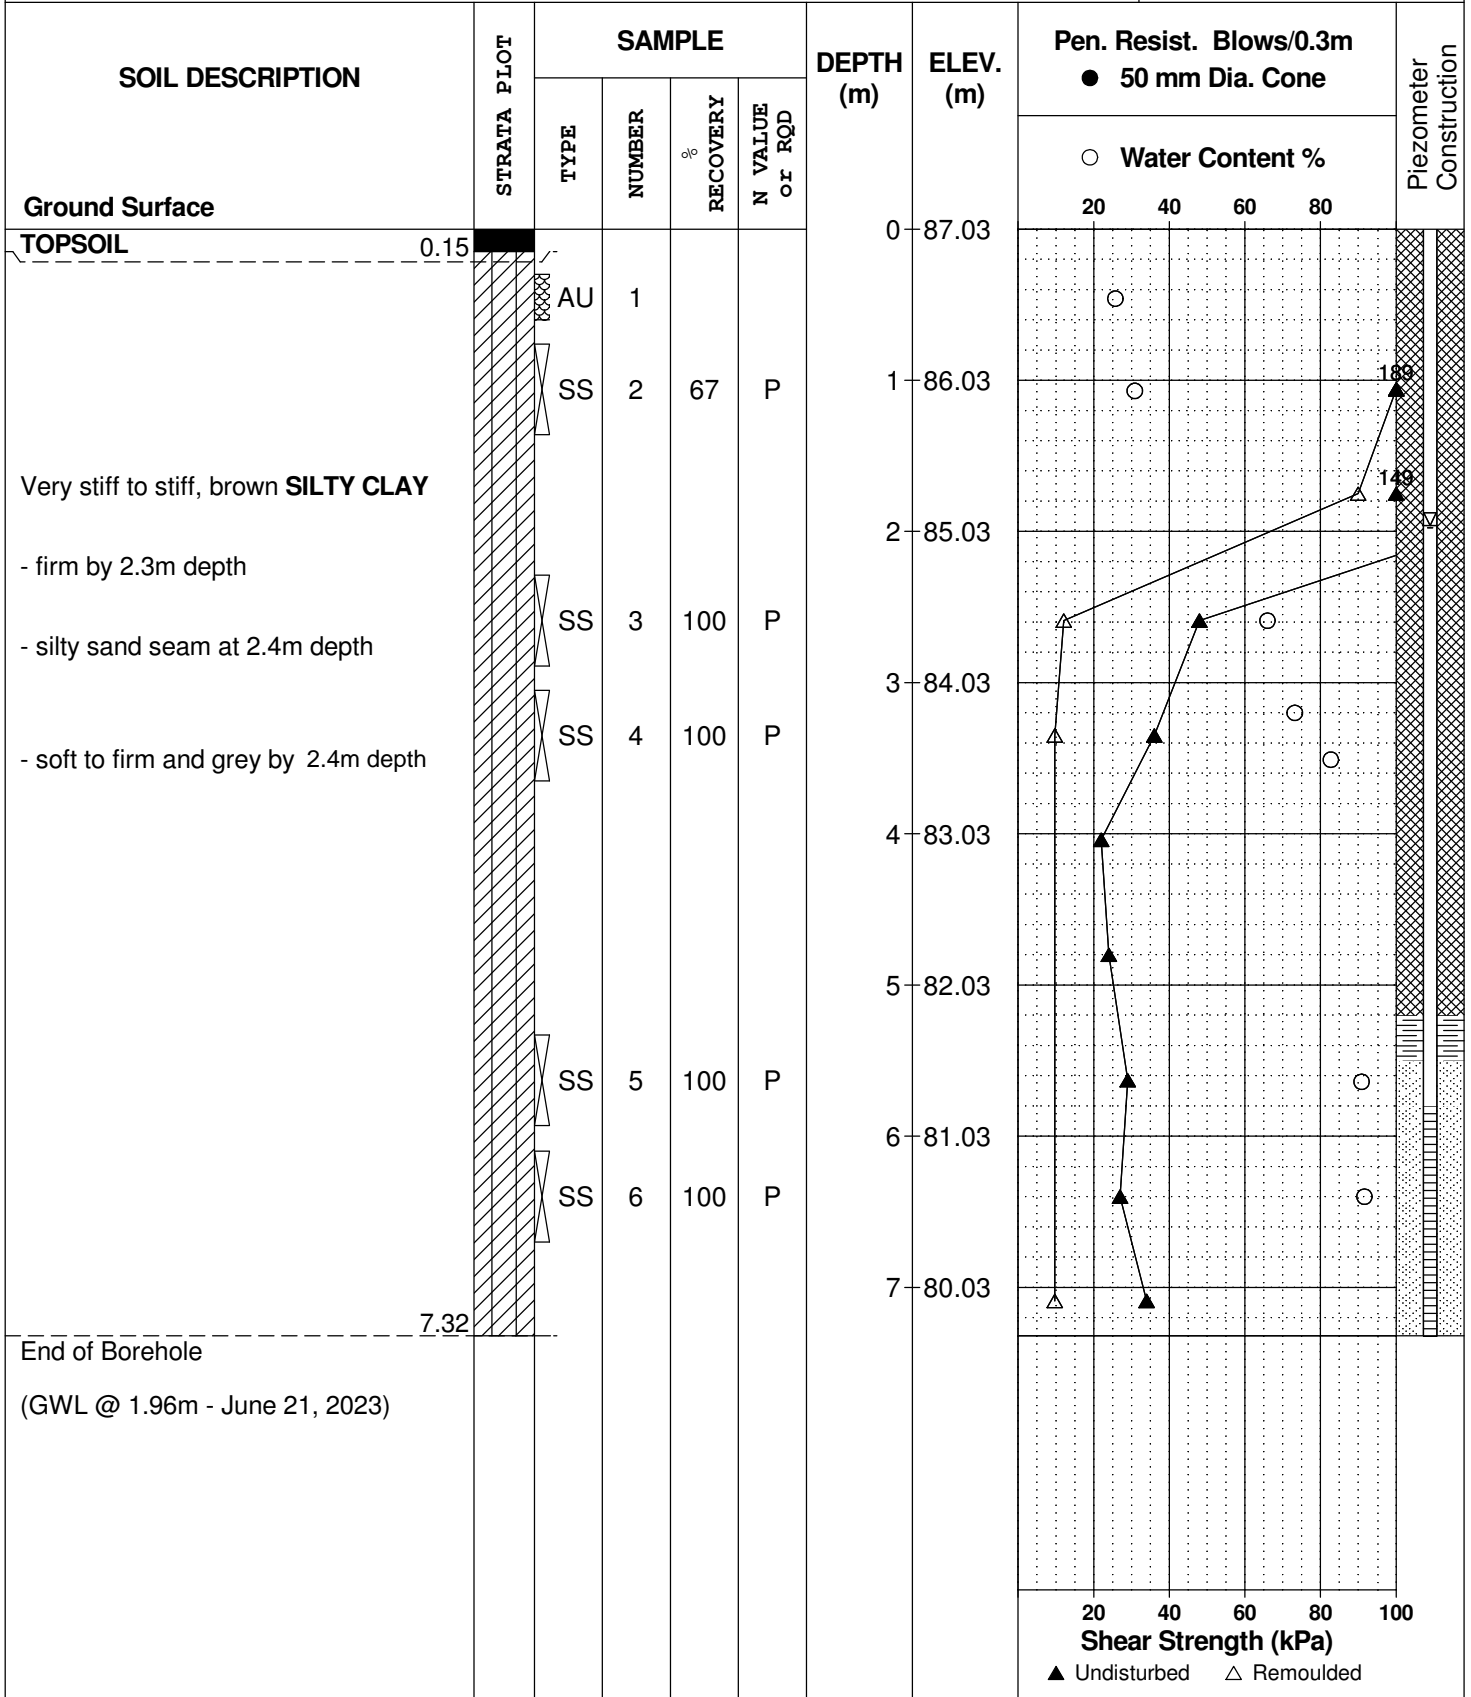 SOIL DESCRIPTION
Ground Surface
STRATA PLOT
SAMPLE
TYPE
NUMBER
%
RECOVERY
N VALUE
or RQD
DEPTH
(m)
ELEV.
(m)
Pen. Resist. Blows/0.3m
● 50 mm Dia. Cone
○ Water Content %
20 40 60 80
Piezometer
Construction
0 87.03
TOPSOIL 0.15
AU 1
1 86.03
189
SS 2 67 P
Very stiff to stiff, brown SILTY CLAY
149
2 85.03
- firm by 2.3m depth
SS 3 100 P
- silty sand seam at 2.4m depth
3 84.03
SS 4 100 P
- soft to firm and grey by 2.4m depth
4 83.03
5 82.03
SS 5 100 P
6 81.03
SS 6 100 P
7 80.03
7.32
End of Borehole
(GWL @ 1.96m - June 21, 2023)
20 40 60 80 100
Shear Strength (kPa)
▲ Undisturbed △ Remoulded